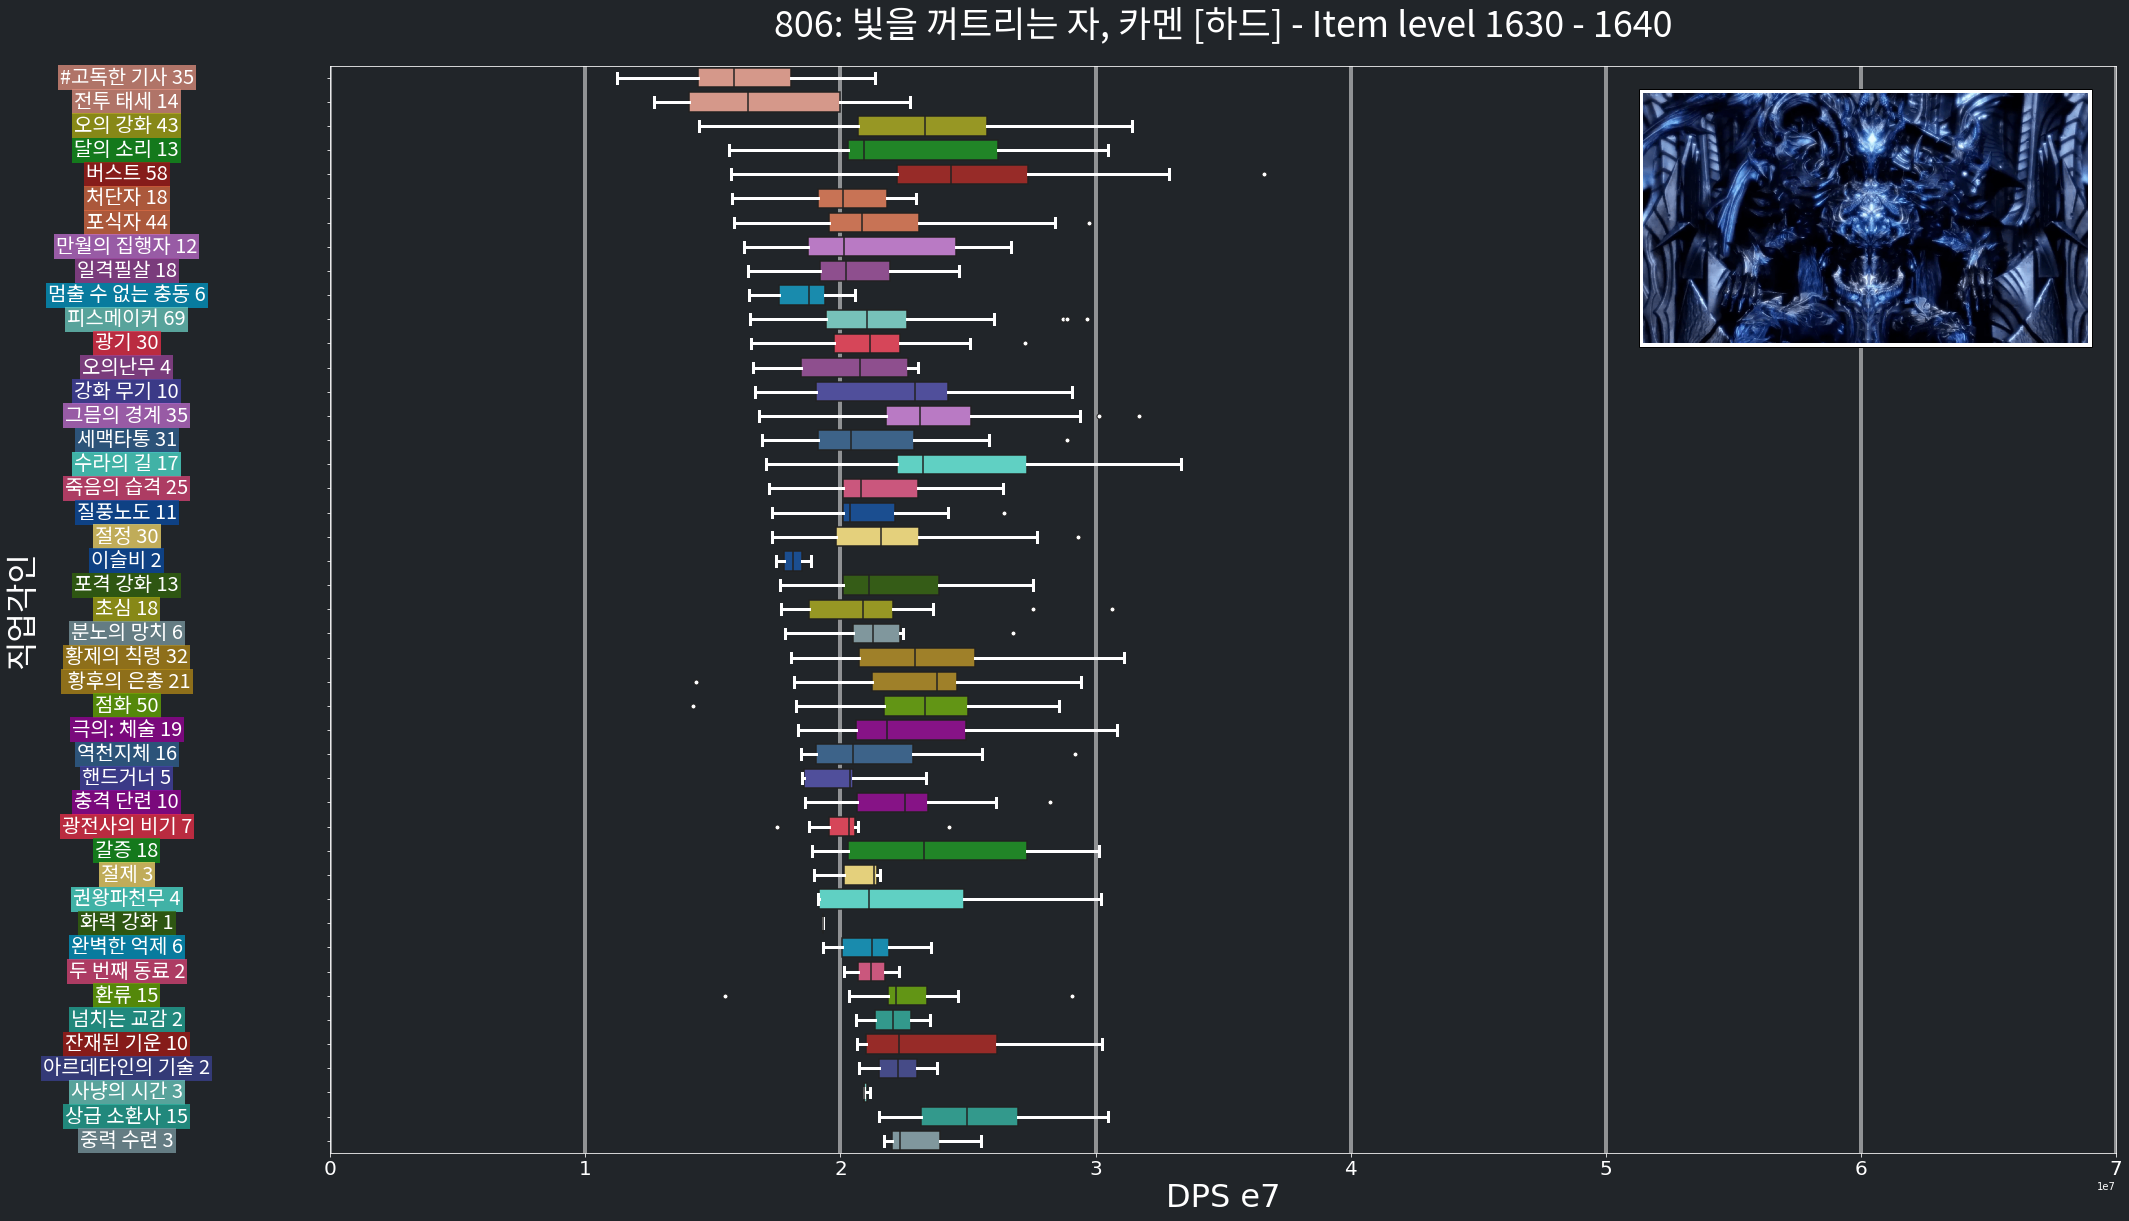 806: 빛을 꺼트리는 자, 카멘 [하드] - Item level 1630 - 1640
직업각인
#고독한 기사 35
전투 태세 14
오의 강화 43
달의 소리 13
버스트 58
처단자 18
포식자 44
만월의 집행자 12
일격필살 18
멈출 수 없는 충동 6
피스메이커 69
광기 30
오의난무 4
강화 무기 10
그믐의 경계 35
세맥타통 31
수라의 길 17
죽음의 습격 25
질풍노도 11
절정 30
이슬비 2
포격 강화 13
초심 18
분노의 망치 6
황제의 칙령 32
황후의 은총 21
점화 50
극의: 체술 19
역천지체 16
핸드거너 5
충격 단련 10
광전사의 비기 7
갈증 18
절제 3
권왕파천무 4
화력 강화 1
완벽한 억제 6
두 번째 동료 2
환류 15
넘치는 교감 2
잔재된 기운 10
아르데타인의 기술 2
사냥의 시간 3
상급 소환사 15
중력 수련 3
0 1 2 3 4 5 6 7
1e7
DPS e7